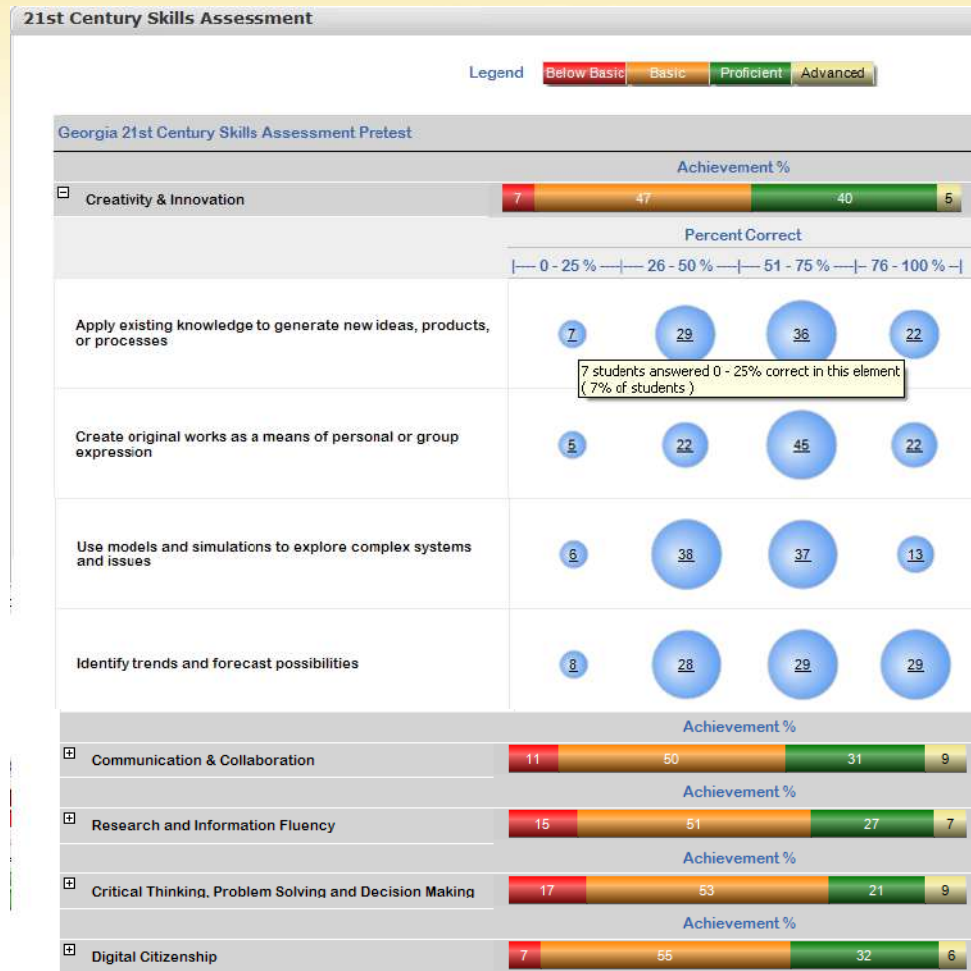 21st Century Skills Assessment
Legend Below Basic Basic Proficient Advanced
Georgia 21st Century Skills Assessment Pretest
Achievement %
Creativity & Innovation 7 47 40 5
Percent Correct
|---- 0 - 25 % ----|---- 26 - 50 % ----|---- 51 - 75 % ----|-- 76 - 100 % --|
Apply existing knowledge to generate new ideas, products,
or processes
7 29 36 22
7 students answered 0 - 25% correct in this element
( 7% of students )
Create original works as a means of personal or group
expression
5 22 45 22
Use models and simulations to explore complex systems
and issues
6 38 37 13
Identify trends and forecast possibilities 8 28 29 29
Achievement %
Communication & Collaboration 11 50 31 9
Achievement %
Research and Information Fluency 15 51 27 7
Achievement %
Critical Thinking, Problem Solving and Decision Making 17 53 21 9
Achievement %
Digital Citizenship 7 55 32 6